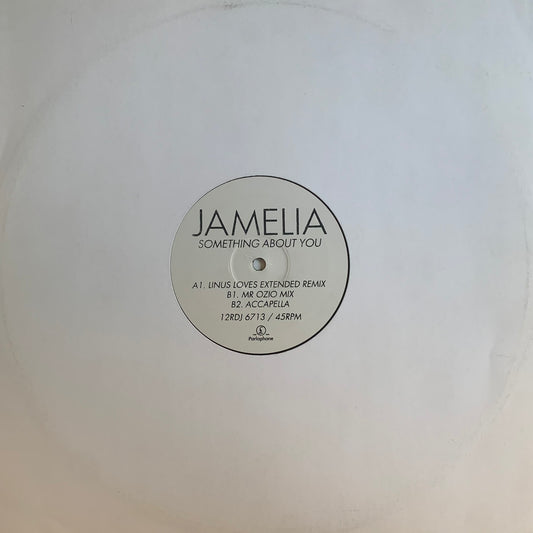 JAMELIA
SOMETHING ABOUT YOU
A1. LINUS LOVES EXTENDED REMIX
B1. MR OZIO MIX
B2. ACCAPELLA
12RDJ 6713 / 45RPM
Parlophone